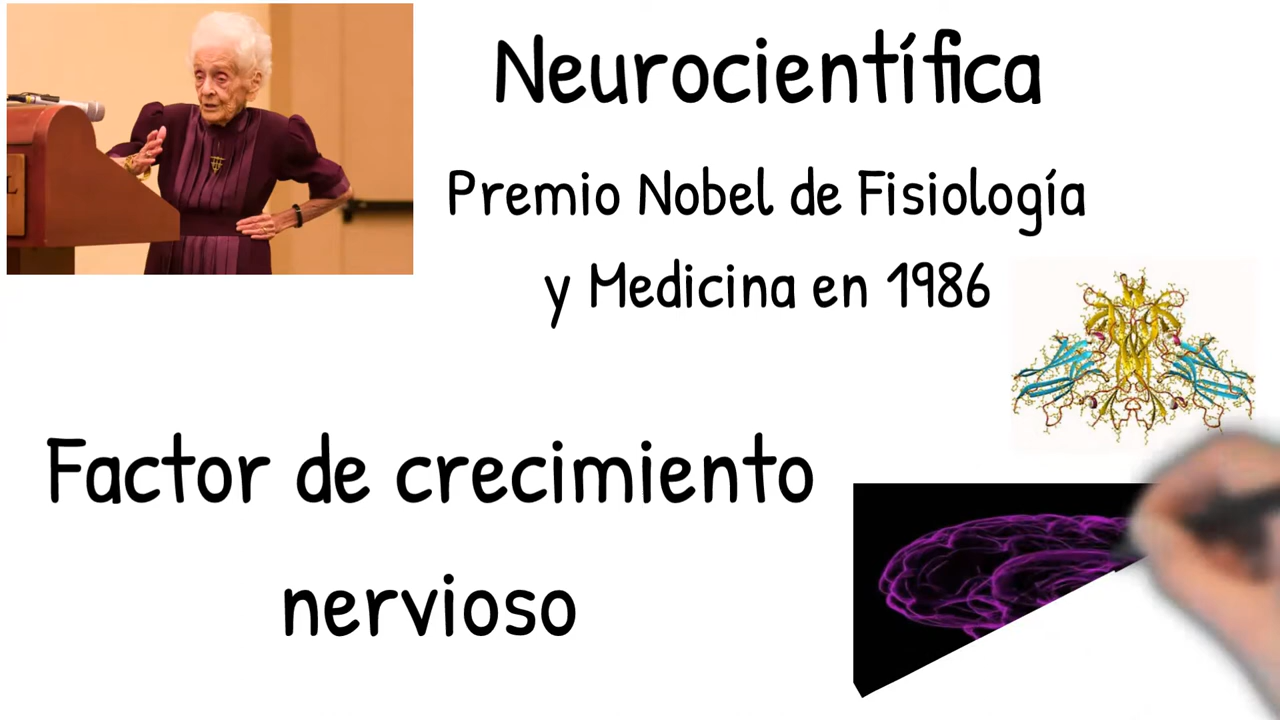 Neurocientífica
Premio Nobel de Fisiología
y Medicina en 1986
Factor de crecimiento
nervioso